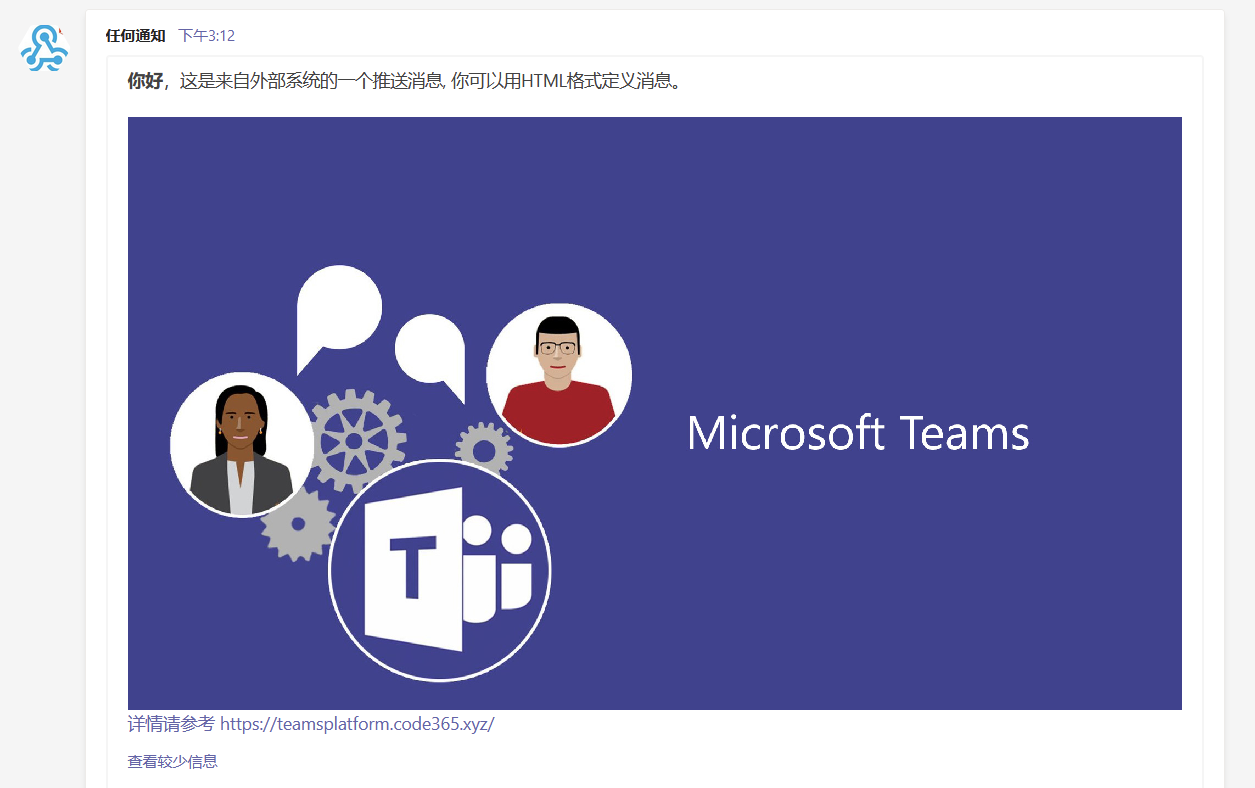 任何通知 下午3:12
你好，这是来自外部系统的一个推送消息, 你可以用HTML格式定义消息。
Microsoft Teams
T
详情请参考 https://teamsplatform.code365.xyz/
查看较少信息